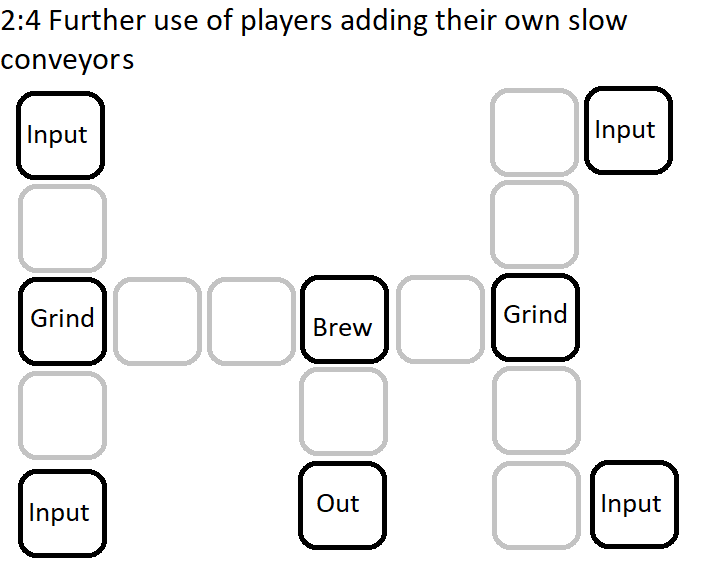 2:4 Further use of players adding their own slow
conveyors
Input
Input
Grind
Brew
Grind
Input
Out
Input